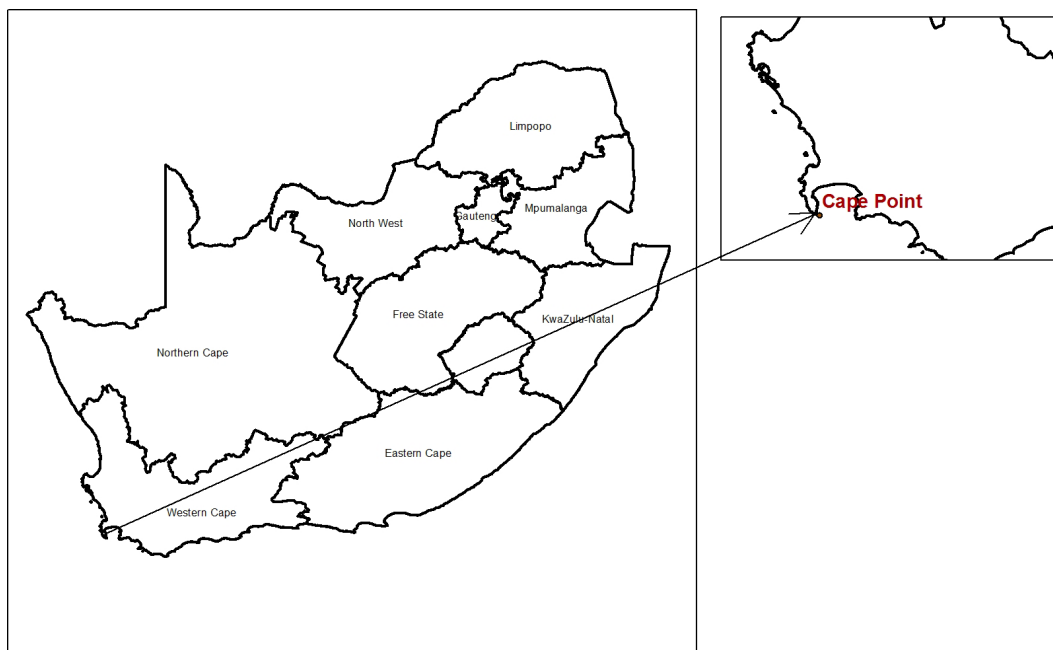 Limpopo
North West
Gauteng
Mpumalanga
Free State
KwaZulu-Natal
Northern Cape
Eastern Cape
Western Cape
Cape Point